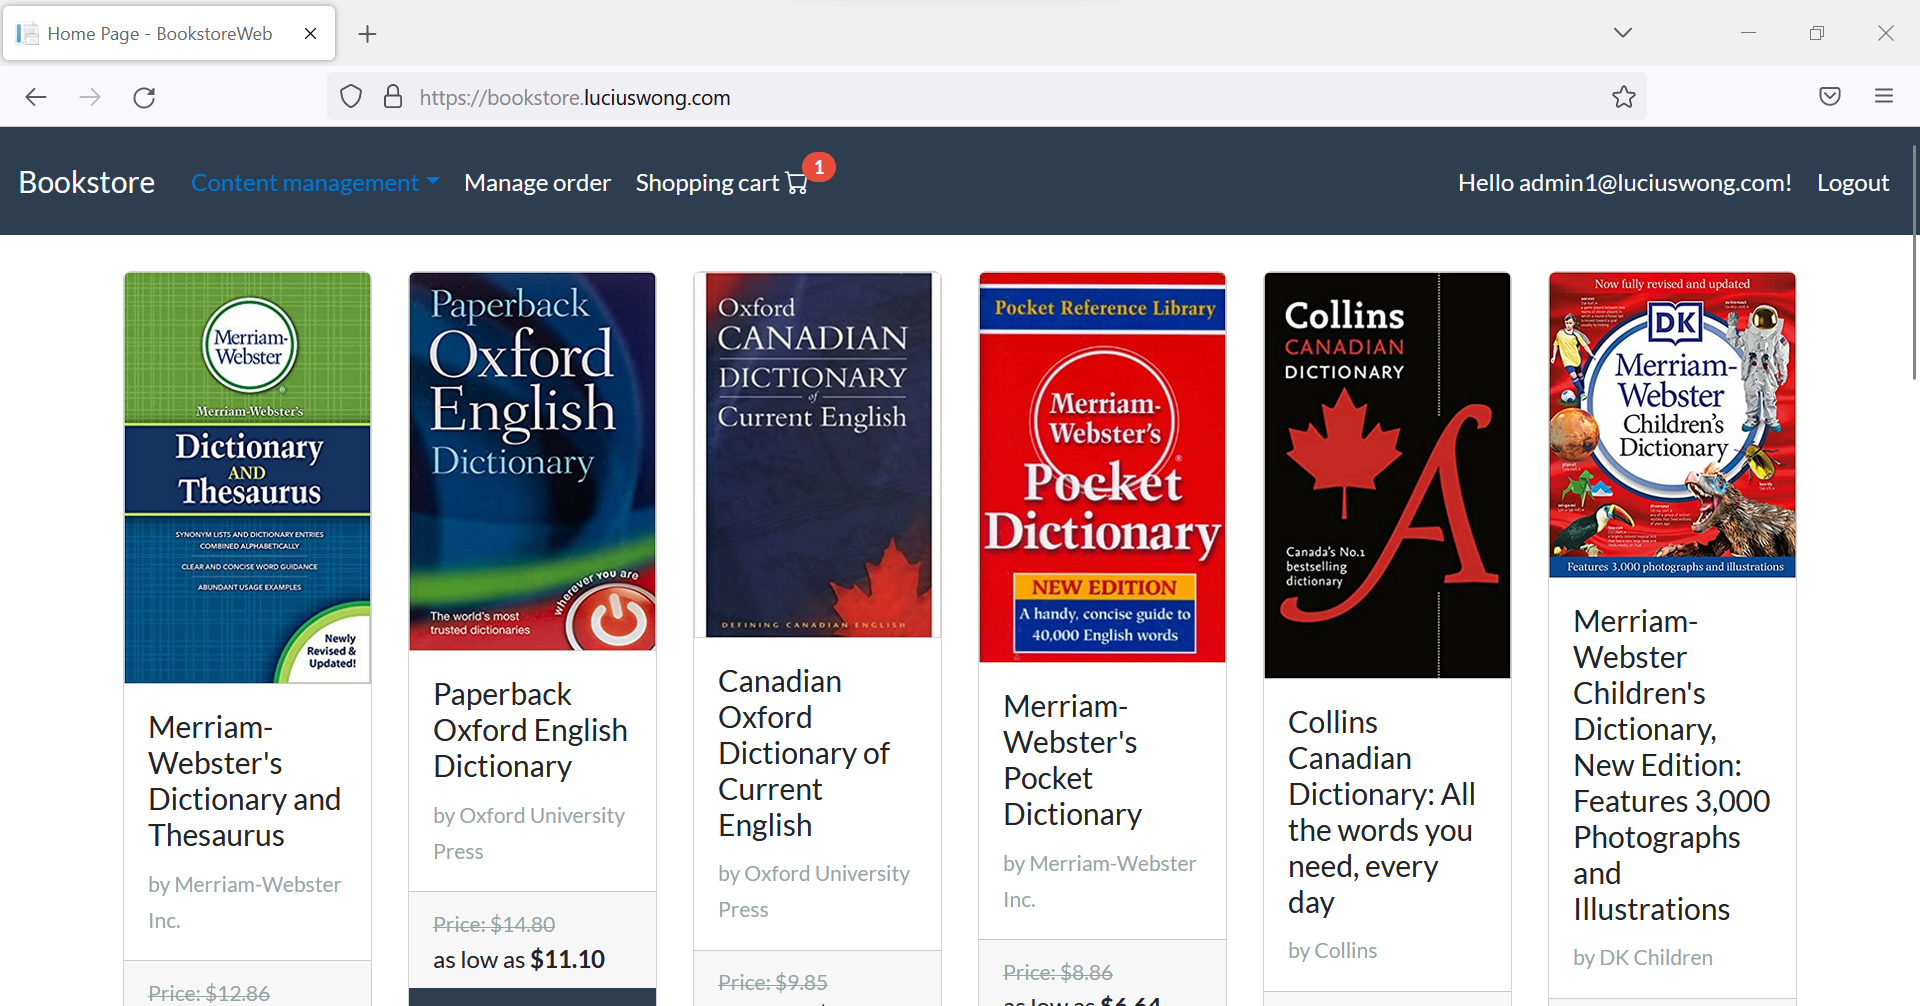 Home Page - BookstoreWeb
https://bookstore.luciuswong.com
Bookstore
Content management
Manage order
Shopping cart
1
Hello admin1@luciuswong.com!
Logout
Merriam-
Webster
Merriam-Webster's
Dictionary
AND
Thesaurus
SYNONYM LISTS AND DICTIONARY ENTRIES
COMBINED ALPHABETICALLY
CLEAR AND CONCISE WORD GUIDANCE
ABUNDANT USAGE EXAMPLES
Newly
Revised &
Updated!
Merriam-
Webster's
Dictionary and
Thesaurus
by Merriam-Webster
Inc.
Price: $12.86
Paperback
Oxford
English
Dictionary
The world's most
trusted dictionaries
wherever you are
Paperback
Oxford English
Dictionary
by Oxford University
Press
Price: $14.80
as low as $11.10
Oxford
CANADIAN
DICTIONARY
of
Current English
DEFINING CANADIAN ENGLISH
Canadian
Oxford
Dictionary of
Current
English
by Oxford University
Press
Price: $9.85
Pocket Reference Library
Merriam-
Webster's
Pocket
Dictionary
NEW EDITION
A handy, concise guide to
40,000 English words
Merriam-
Webster's
Pocket
Dictionary
by Merriam-Webster
Inc.
Price: $8.86
as low as $6.64
Collins
CANADIAN
DICTIONARY
Canada's No.1
bestselling
dictionary
A
Collins
Canadian
Dictionary: All
the words you
need, every
day
by Collins
Now fully revised and updated
DK
Merriam-
Webster
Children's
Dictionary
Features 3,000 photographs and illustrations
Merriam-
Webster
Children's
Dictionary,
New Edition:
Features 3,000
Photographs
and
Illustrations
by DK Children